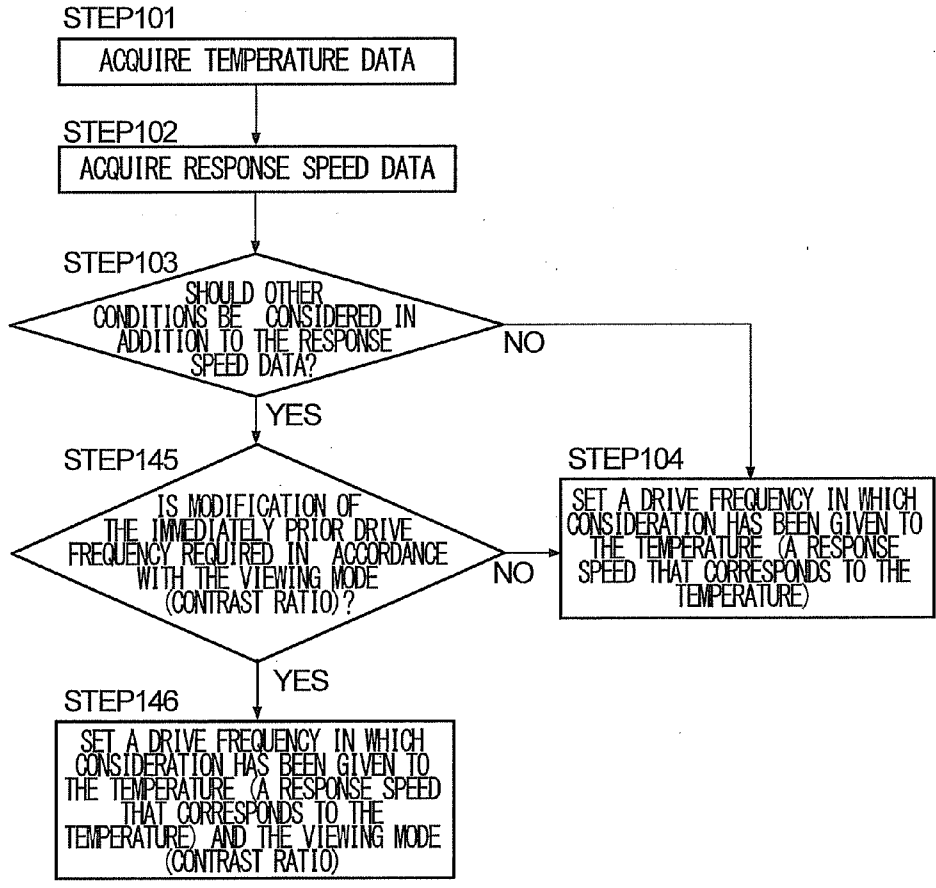 STEP101
ACQUIRE TEMPERATURE DATA
STEP102
ACQUIRE RESPONSE SPEED DATA
STEP103
SHOULD OTHER
CONDITIONS BE CONSIDERED IN
ADDITION TO THE RESPONSE
SPEED DATA?
NO
YES
STEP145
IS MODIFICATION OF
THE IMMEDIATELY PRIOR DRIVE
FREQUENCY REQUIRED IN ACCORDANCE
WITH THE VIEWING MODE
(CONTRAST RATIO)?
NO
STEP104
SET A DRIVE FREQUENCY IN WHICH
CONSIDERATION HAS BEEN GIVEN TO
THE TEMPERATURE (A RESPONSE
SPEED THAT CORRESPONDS TO THE
TEMPERATURE)
YES
STEP146
SET A DRIVE FREQUENCY IN WHICH
CONSIDERATION HAS BEEN GIVEN TO
THE TEMPERATURE (A RESPONSE SPEED
THAT CORRESPONDS TO THE
TEMPERATURE) AND THE VIEWING MODE
(CONTRAST RATIO)